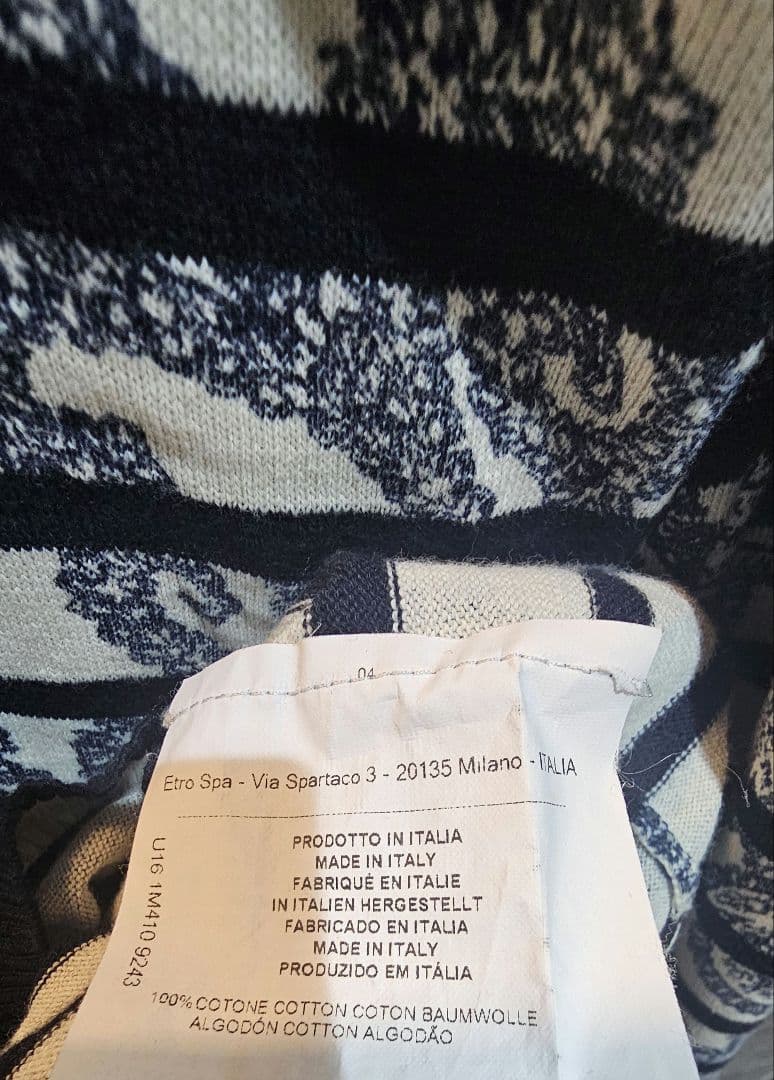 04
Etro Spa - Via Spartaco 3 - 20135 Milano - ITALIA
PRODOTTO IN ITALIA
MADE IN ITALY
FABRIQUÉ EN ITALIE
IN ITALIEN HERGESTELLT
FABRICADO EN ITALIA
MADE IN ITALY
PRODUZIDO EM ITÁLIA
U16 1M410 9243
100% COTONE COTTON COTON BAUMWOLLE
ALGODÓN COTTON ALGODÃO